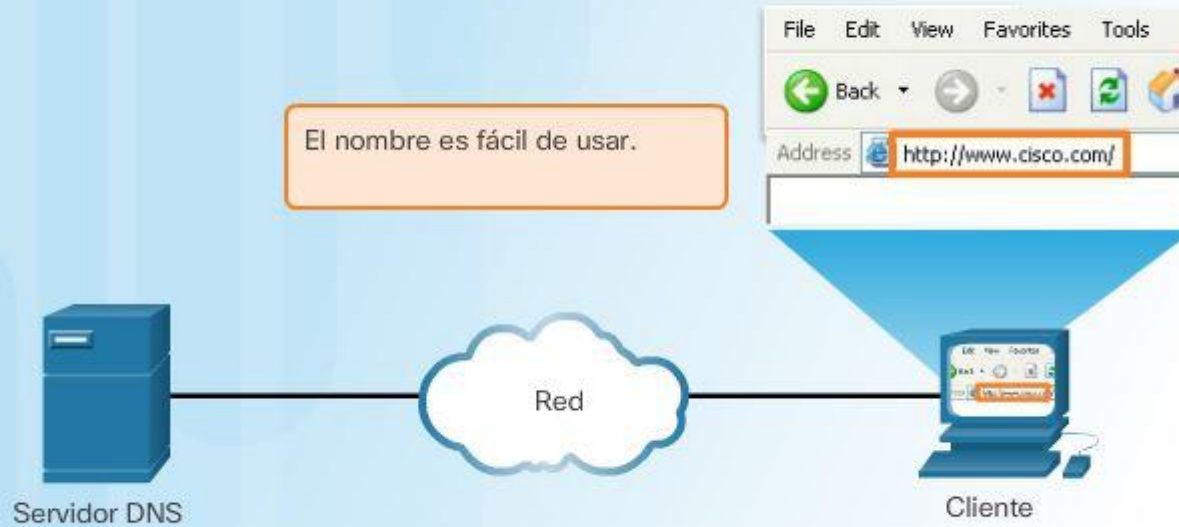 File Edit View Favorites Tools
Back
El nombre es fácil de usar.
Address http://www.cisco.com/
Red
Servidor DNS
Cliente